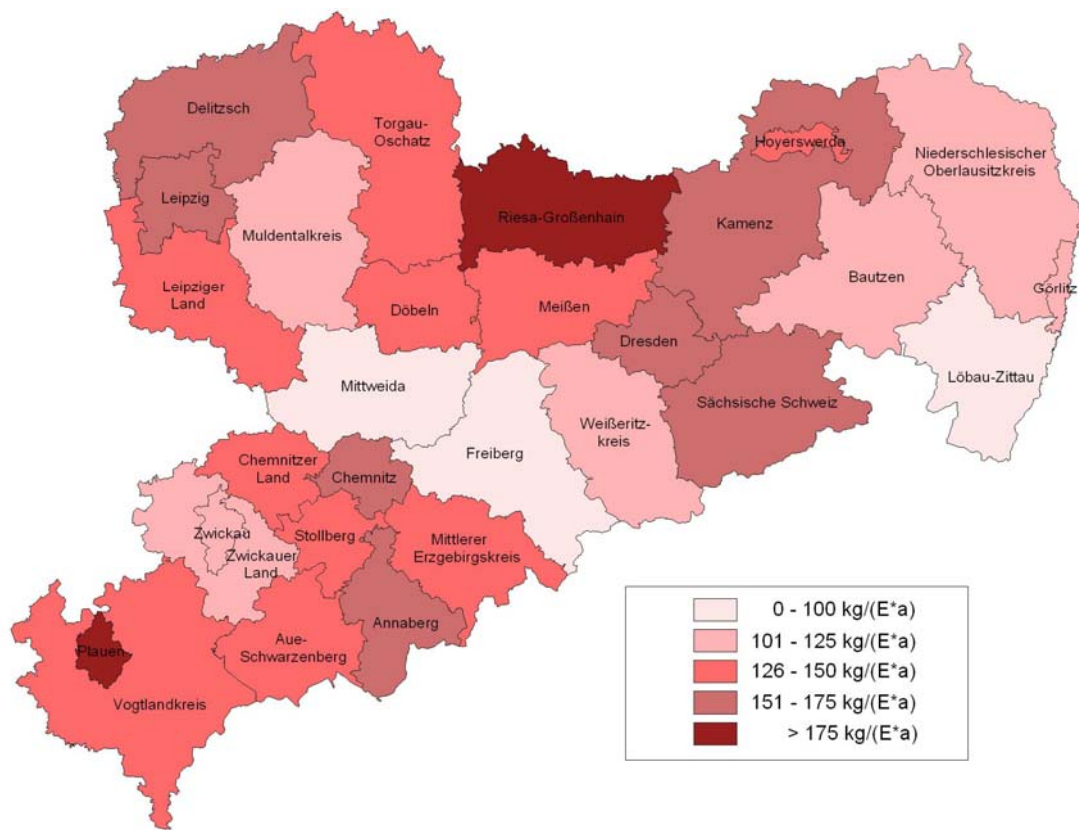 Delitzsch
Torgau-
Oschatz
Hoyerswerda
Niederschlesischer
Oberlausitzkreis
Leipzig
Riesa-Großenhain
Kamenz
Muldentalkreis
Bautzen
Görlitz
Leipziger
Land
Döbeln
Meißen
Dresden
Löbau-Zittau
Mittweida
Sächsische Schweiz
Weißeritz-
kreis
Freiberg
Chemnitzer
Land
Chemnitz
Zwickau
Stollberg
Mittlerer
Erzgebirgskreis
Zwickauer
Land
Annaberg
Aue-
Schwarzenberg
Plauen
Vogtlandkreis
0 - 100 kg/(E*a)
101 - 125 kg/(E*a)
126 - 150 kg/(E*a)
151 - 175 kg/(E*a)
> 175 kg/(E*a)